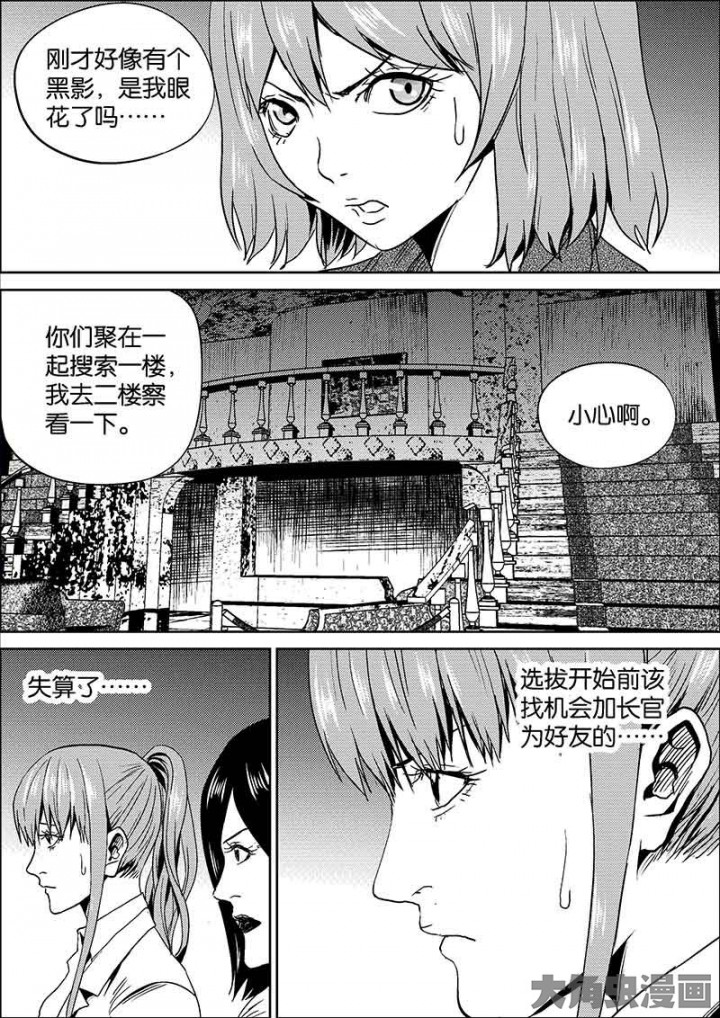 刚才好像有个
黑影，是我眼
花了吗……
你们聚在一
起搜索一楼，
我去二楼察
看一下。
小心啊。
失算了……
选拔开始前该
找机会加长官
为好友的……
大角虫漫画